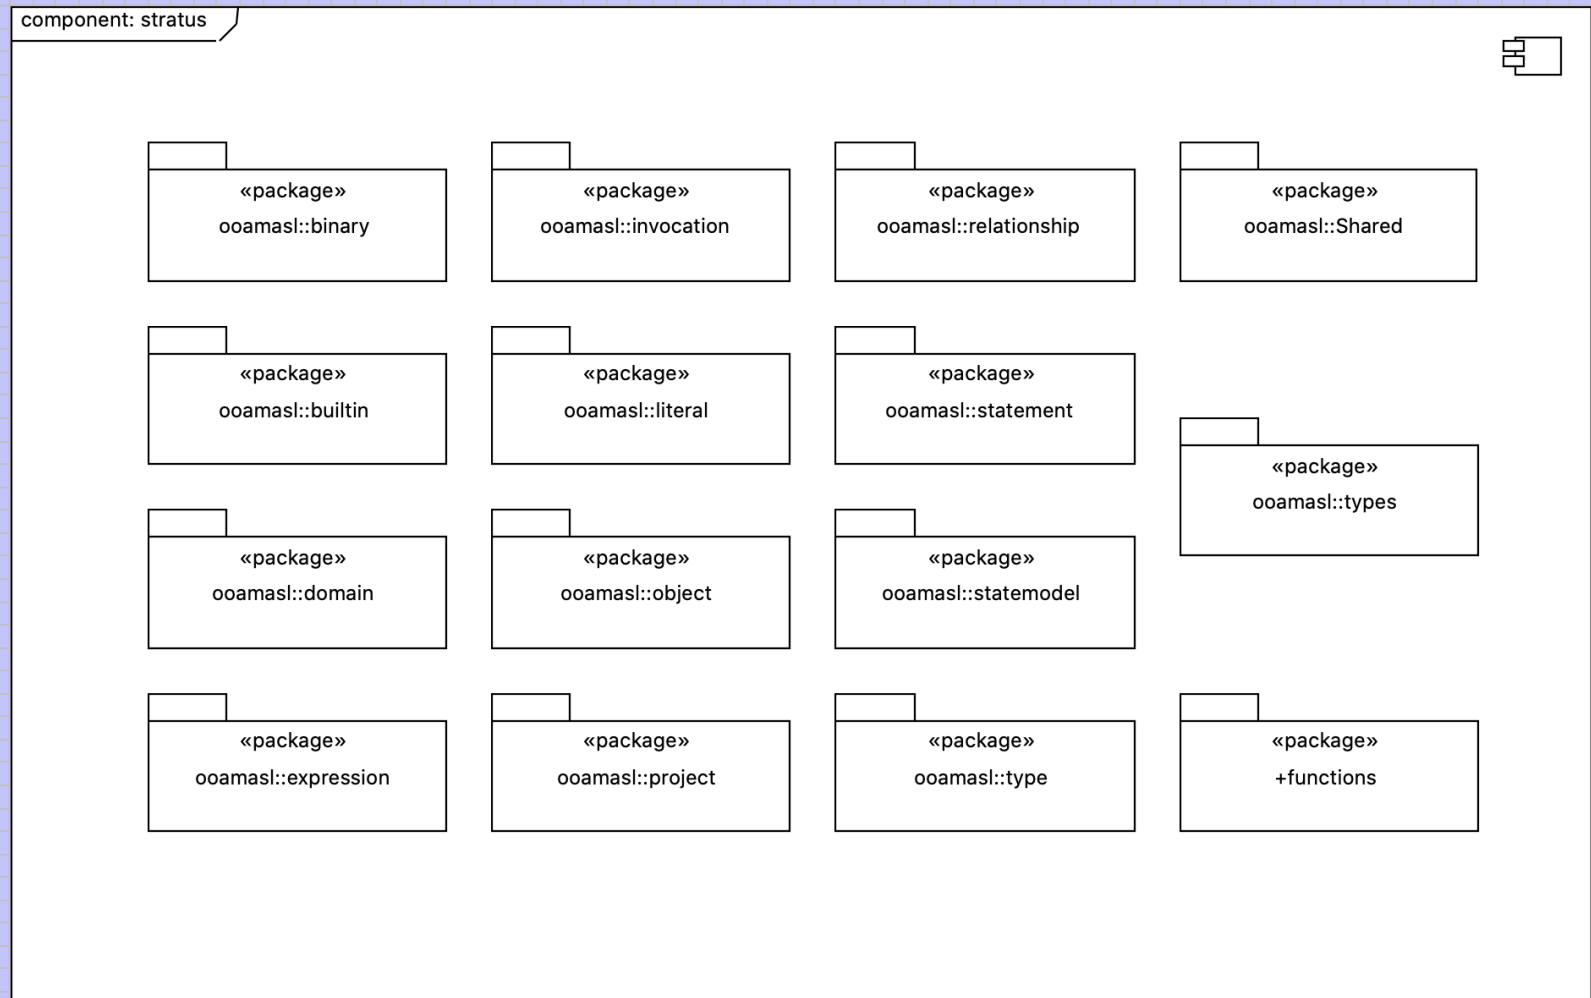 component: stratus
«package»
ooamasl::binary
«package»
ooamasl::invocation
«package»
ooamasl::relationship
«package»
ooamasl::Shared
«package»
ooamasl::builtin
«package»
ooamasl::literal
«package»
ooamasl::statement
«package»
ooamasl::types
«package»
ooamasl::domain
«package»
ooamasl::object
«package»
ooamasl::statemodel
«package»
ooamasl::expression
«package»
ooamasl::project
«package»
ooamasl::type
«package»
+functions